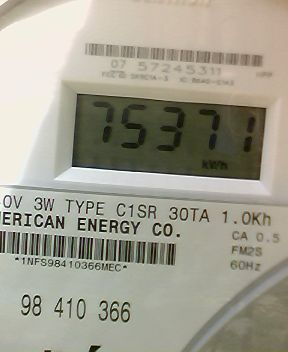 07 57245311
75371
kWh
0V 3W TYPE C1SR 30TA 1.0Kh
MERICAN ENERGY CO.
CA 0.5
FM2S
60Hz
*1NFS98410366MEC*
98 410 366